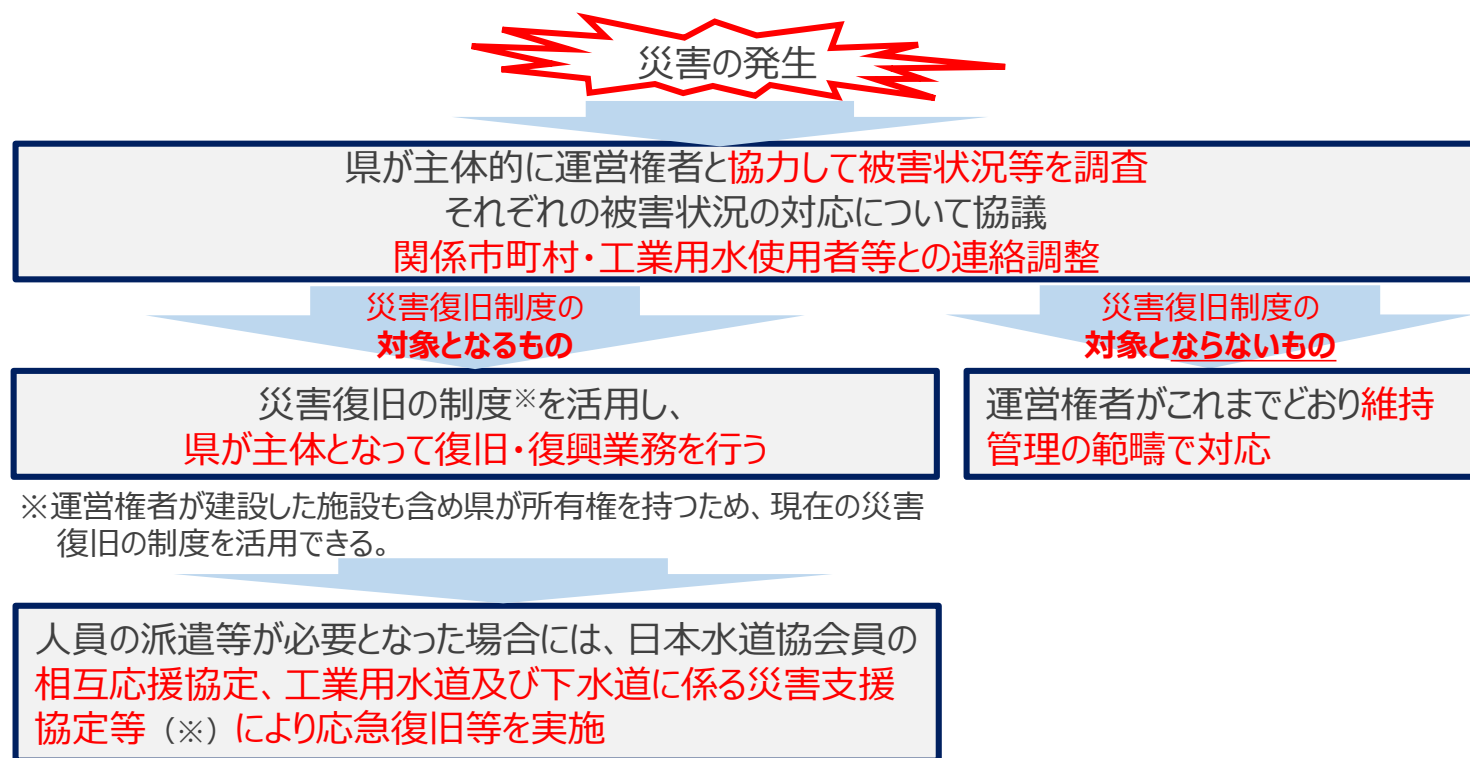 災害の発生
県が主体的に運営権者と協力して被害状況等を調査
それぞれの被害状況の対応について協議
関係市町村・工業用水使用者等との連絡調整
災害復旧制度の
対象となるもの
災害復旧の制度※を活用し、
県が主体となって復旧・復興業務を行う
※運営権者が建設した施設も含め県が所有権を持つため、現在の災害
復旧の制度を活用できる。
人員の派遣等が必要となった場合には、日本水道協会員の
相互応援協定、工業用水道及び下水道に係る災害支援
協定等（※）により応急復旧等を実施
災害復旧制度の
対象とならないもの
運営権者がこれまでどおり維持
管理の範疇で対応